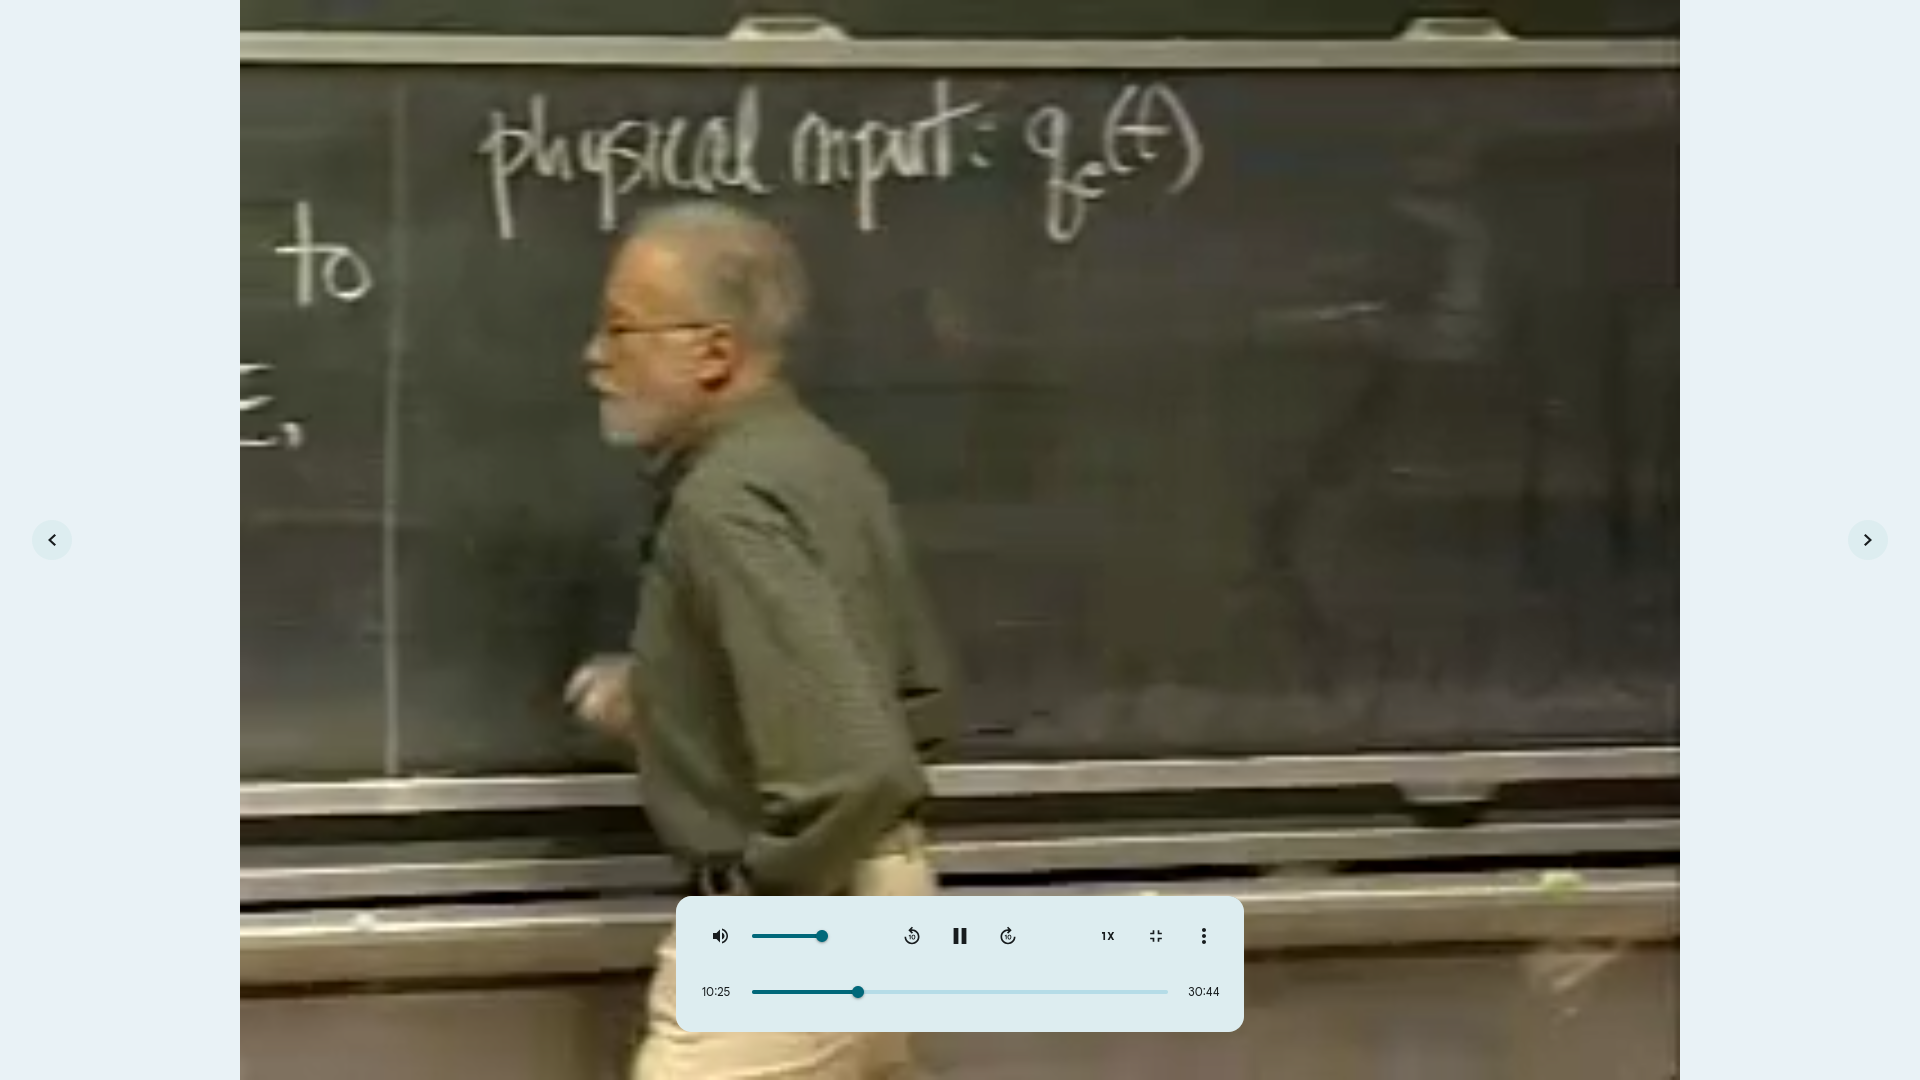 physical input: q_e(t)
to
E,
1X
10:25
30:44